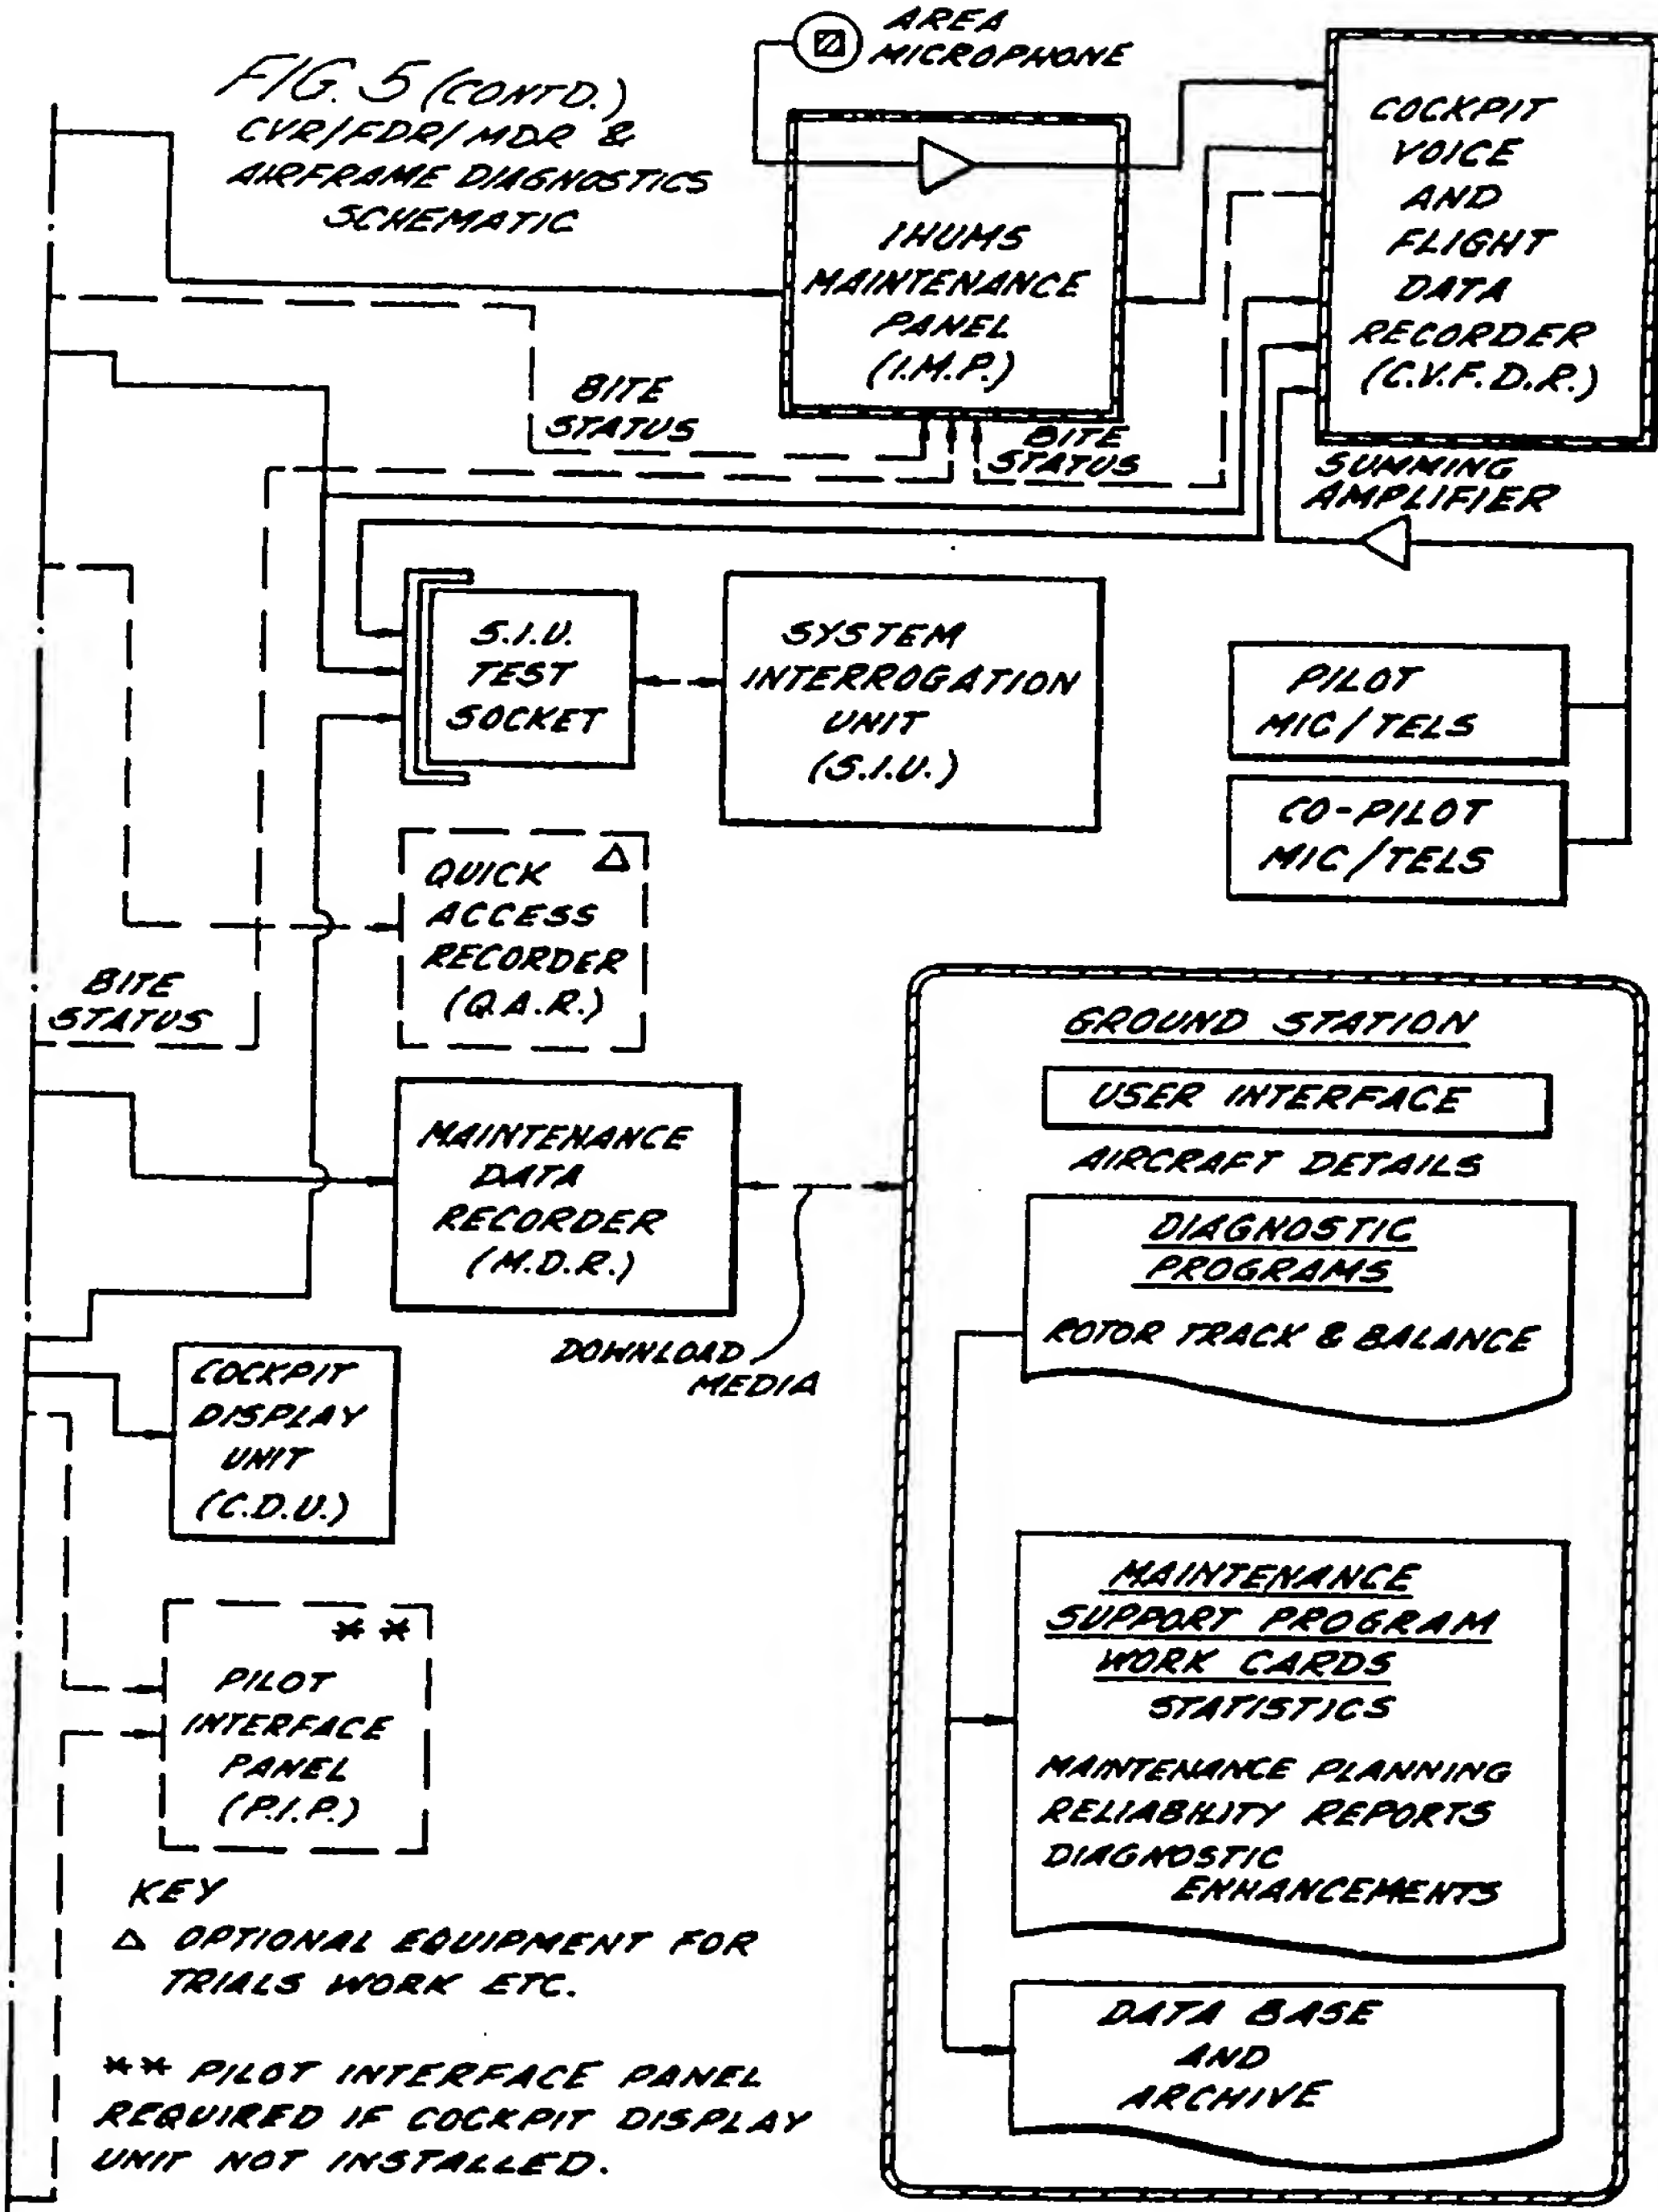 FIG. 5 (CONTD.)
CVR/FDR/MDR &
AIRFRAME DIAGNOSTICS
SCHEMATIC
AREA
MICROPHONE
IHUMS
MAINTENANCE
PANEL
(I.M.P.)
COCKPIT
VOICE
AND
FLIGHT
DATA
RECORDER
(C.V.F.D.R.)
BITE
STATUS
BITE
STATUS
SUMMING
AMPLIFIER
S.I.U.
TEST
SOCKET
SYSTEM
INTERROGATION
UNIT
(S.I.U.)
PILOT
MIC/TELS
CO-PILOT
MIC/TELS
QUICK Δ
ACCESS
RECORDER
(Q.A.R.)
BITE
STATUS
MAINTENANCE
DATA
RECORDER
(M.D.R.)
DOWNLOAD
MEDIA
COCKPIT
DISPLAY
UNIT
(C.D.U.)
**
PILOT
INTERFACE
PANEL
(P.I.P.)
GROUND STATION
USER INTERFACE
AIRCRAFT DETAILS
DIAGNOSTIC
PROGRAMS
ROTOR TRACK & BALANCE
MAINTENANCE
SUPPORT PROGRAM
WORK CARDS
STATISTICS
MAINTENANCE PLANNING
RELIABILITY REPORTS
DIAGNOSTIC
ENHANCEMENTS
DATA BASE
AND
ARCHIVE
KEY
Δ OPTIONAL EQUIPMENT FOR
TRIALS WORK ETC.
** PILOT INTERFACE PANEL
REQUIRED IF COCKPIT DISPLAY
UNIT NOT INSTALLED.